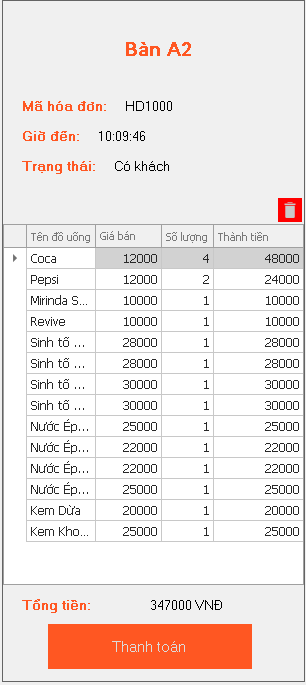 Bàn A2
Mã hóa đơn: HD1000
Giờ đến: 10:09:46
Trạng thái: Có khách
Tên đồ uống Giá bán Số lượng Thành tiền
Coca 12000 4 48000
Pepsi 12000 2 24000
Mirinda S... 10000 1 10000
Revive 10000 1 10000
Sinh tố ... 28000 1 28000
Sinh tố ... 28000 1 28000
Sinh tố ... 30000 1 30000
Sinh tố ... 30000 1 30000
Nước Ép... 25000 1 25000
Nước Ép... 22000 1 22000
Nước Ép... 22000 1 22000
Nước Ép... 25000 1 25000
Kem Dừa 20000 1 20000
Kem Kho... 25000 1 25000
Tổng tiền: 347000 VNĐ
Thanh toán